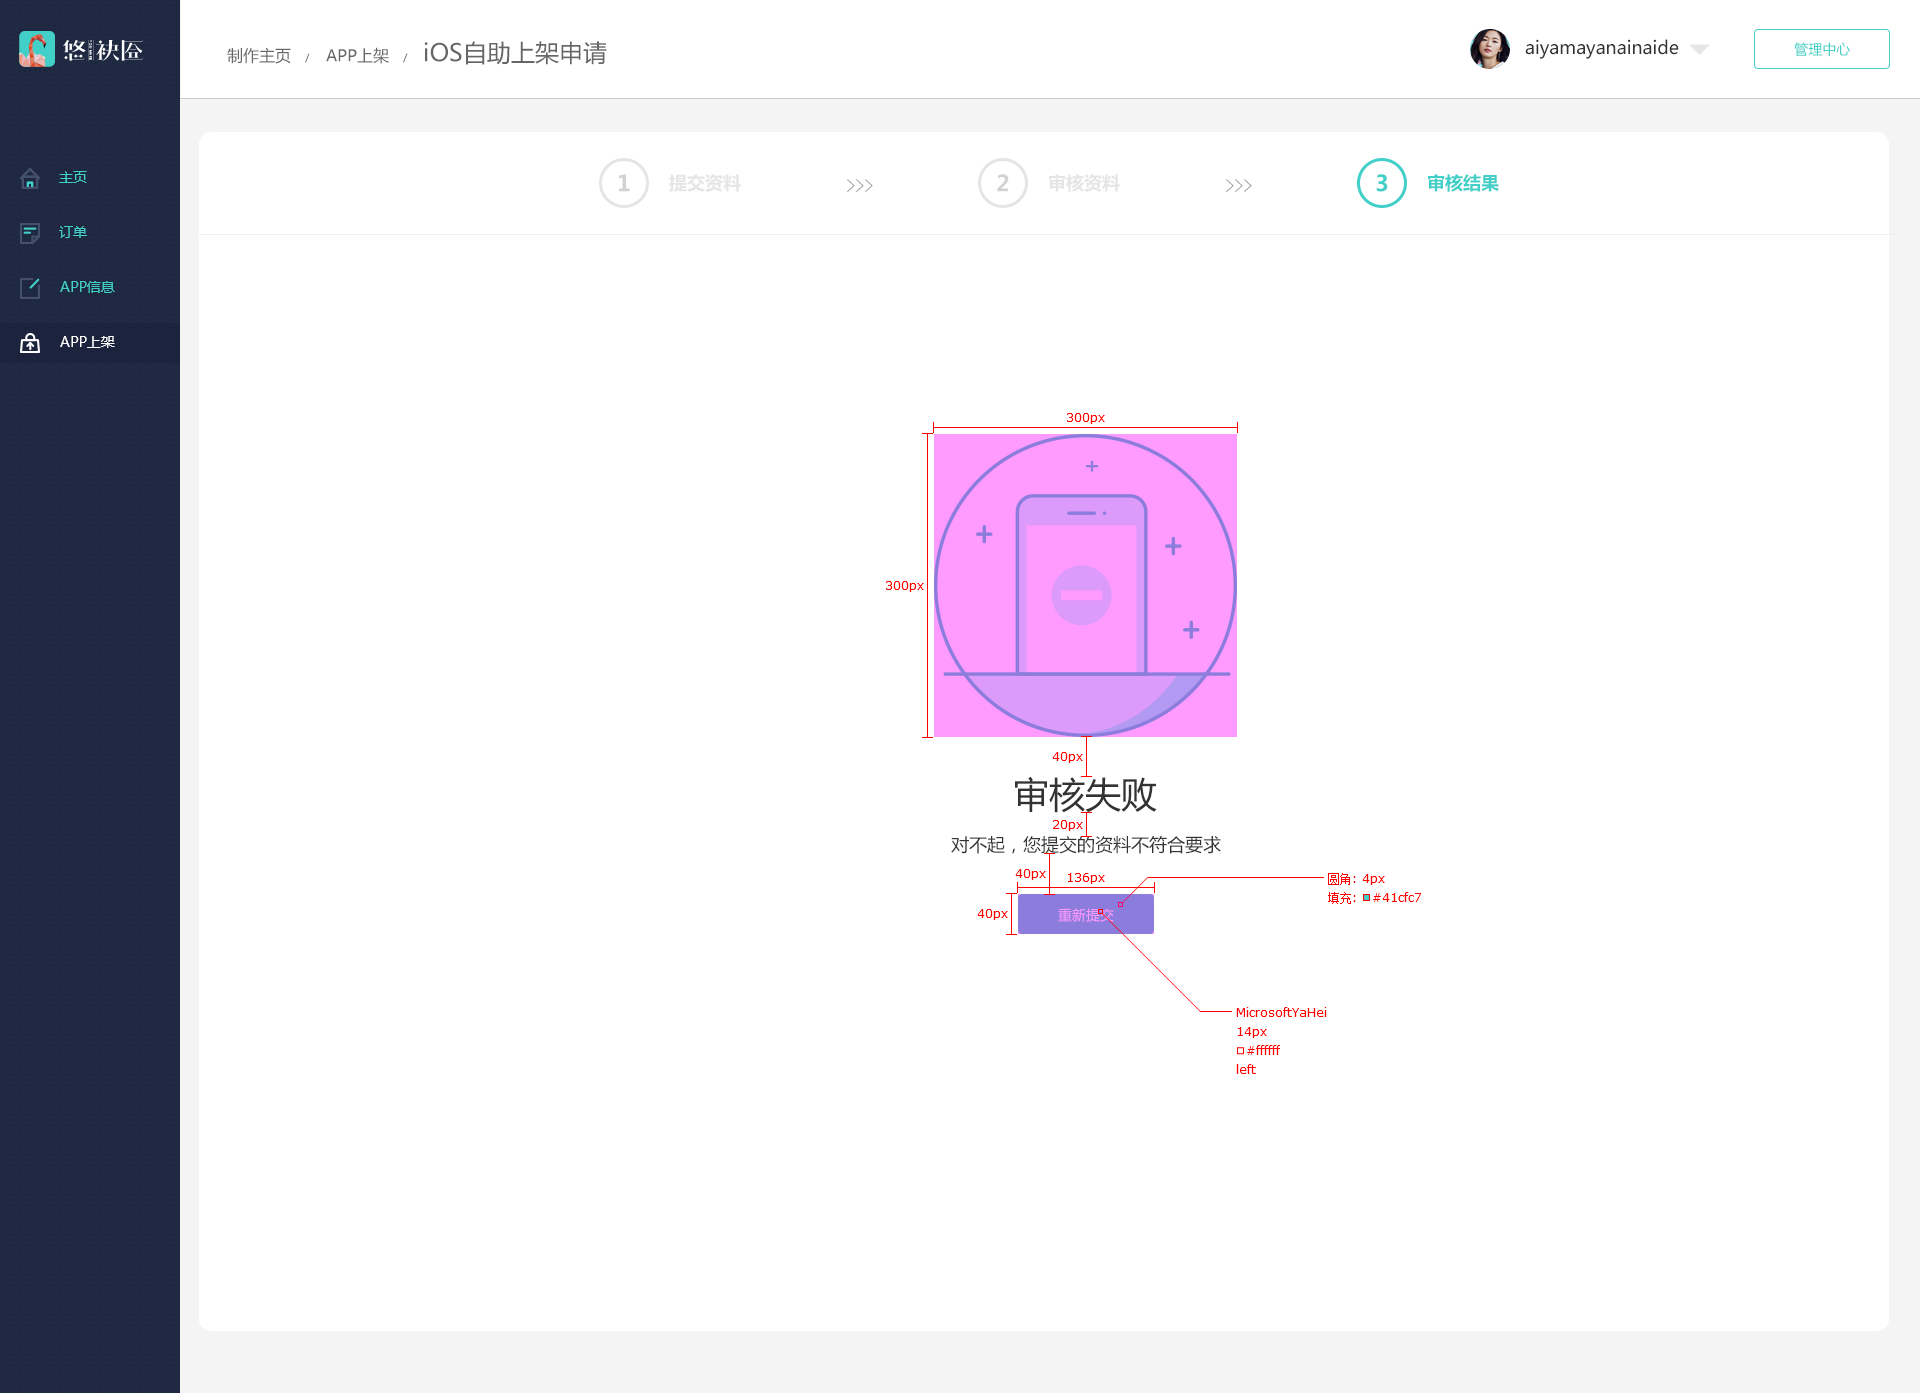 悠袂匠
制作主页 / APP上架 / iOS自助上架申请
aiyamayanainaide
管理中心
主页
订单
APP信息
APP上架
1 提交资料
2 审核资料
3 审核结果
300px
300px
40px
审核失败
20px
对不起，您提交的资料不符合要求
40px
136px
40px
重新提交
圆角：4px
填充：#41cfc7
MicrosoftYaHei
14px
#ffffff
left